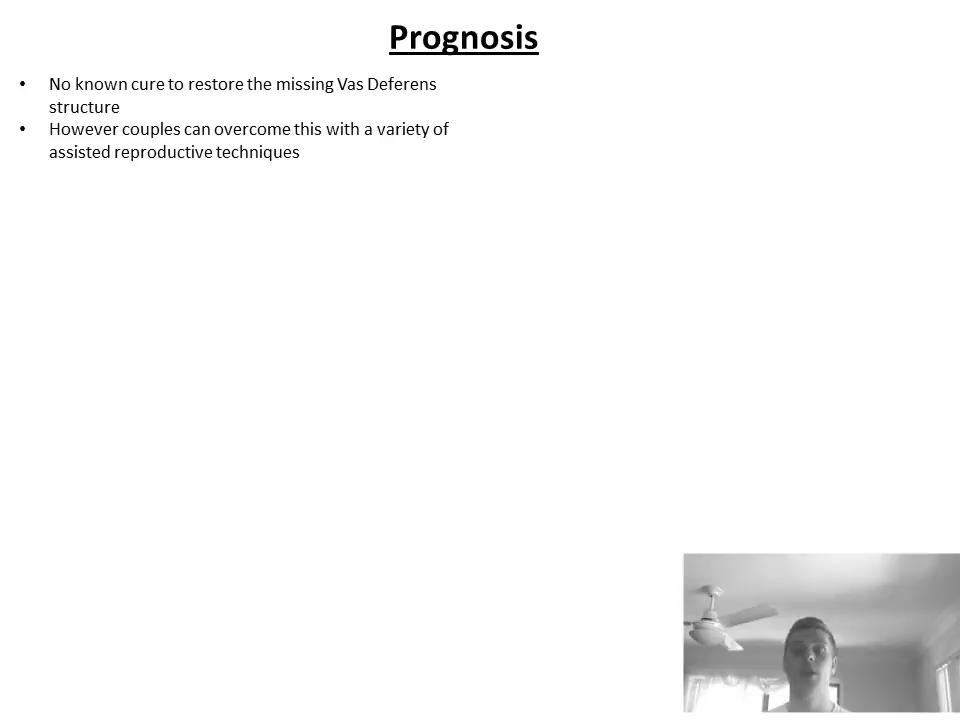 Prognosis
• No known cure to restore the missing Vas Deferens
structure
• However couples can overcome this with a variety of
assisted reproductive techniques